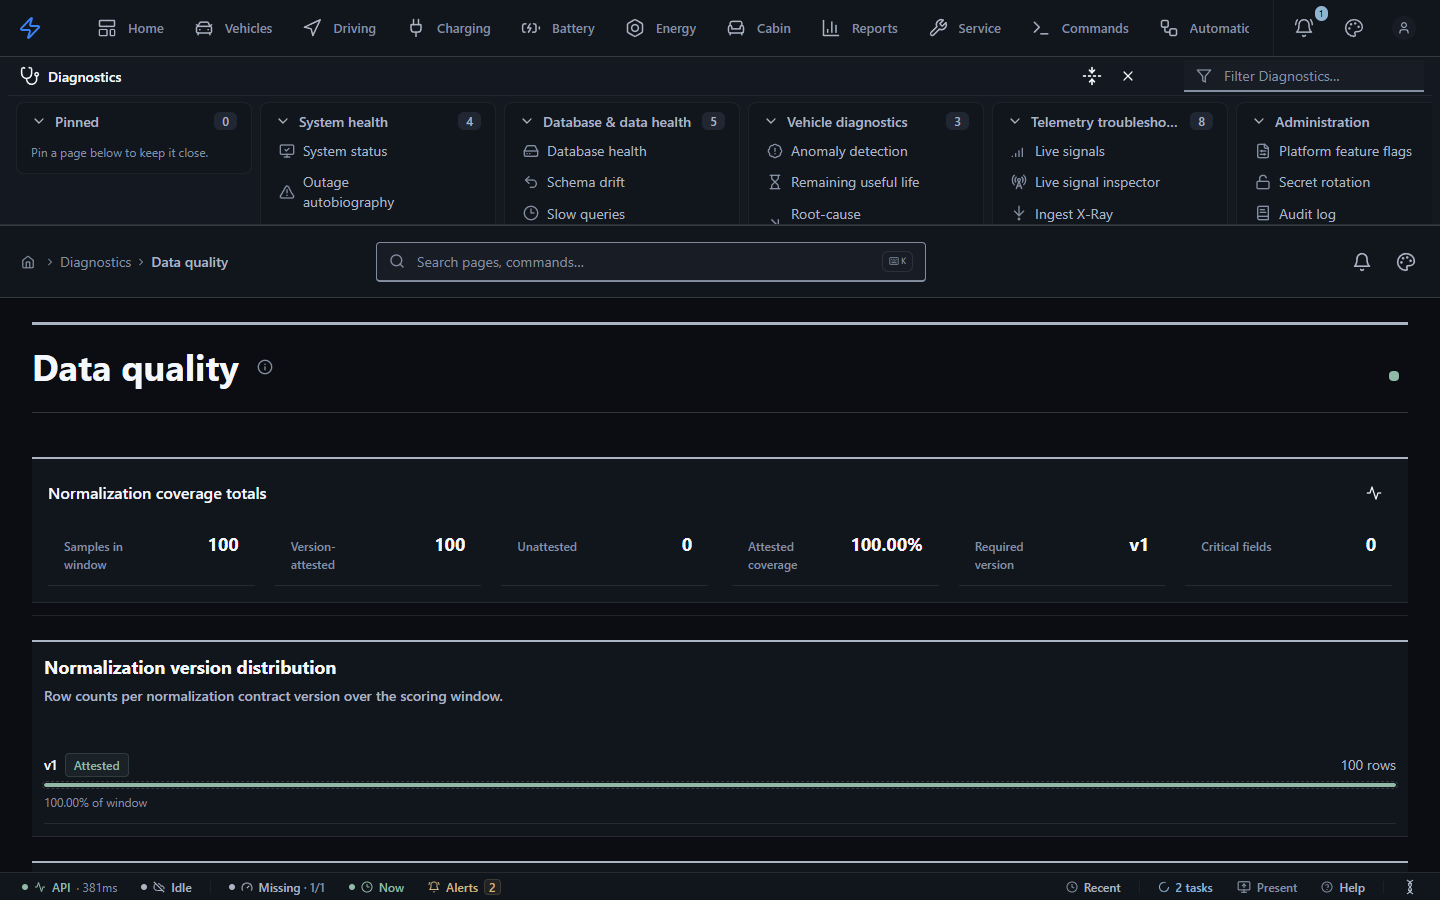 Home
Vehicles
Driving
Charging
Battery
Energy
Cabin
Reports
Service
Commands
Automatic
1
Diagnostics
Filter Diagnostics...
Pinned
0
Pin a page below to keep it close.
System health
4
System status
Outage
autobiography
Database & data health
5
Database health
Schema drift
Slow queries
Vehicle diagnostics
3
Anomaly detection
Remaining useful life
Root-cause
Telemetry troublesho...
8
Live signals
Live signal inspector
Ingest X-Ray
Administration
Platform feature flags
Secret rotation
Audit log
Diagnostics
Data quality
Search pages, commands...
K
Data quality
Normalization coverage totals
Samples in
window
100
Version-
attested
100
Unattested
0
Attested
coverage
100.00%
Required
version
v1
Critical fields
0
Normalization version distribution
Row counts per normalization contract version over the scoring window.
v1
Attested
100 rows
100.00% of window
API · 381ms
Idle
Missing · 1/1
Now
Alerts 2
Recent
2 tasks
Present
Help